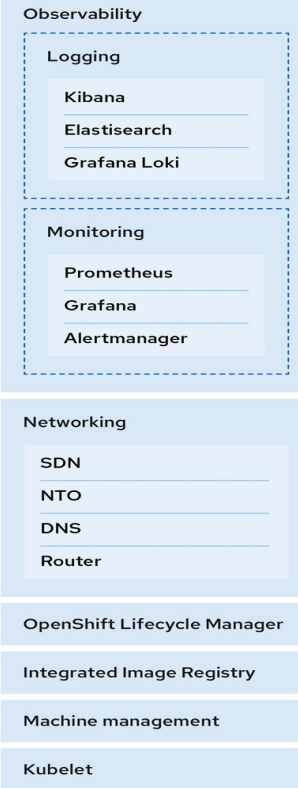 Observability
Logging
Kibana
Elastisearch
Grafana Loki
Monitoring
Prometheus
Grafana
Alertmanager
Networking
SDN
NTO
DNS
Router
OpenShift Lifecycle Manager
Integrated Image Registry
Machine management
Kubelet